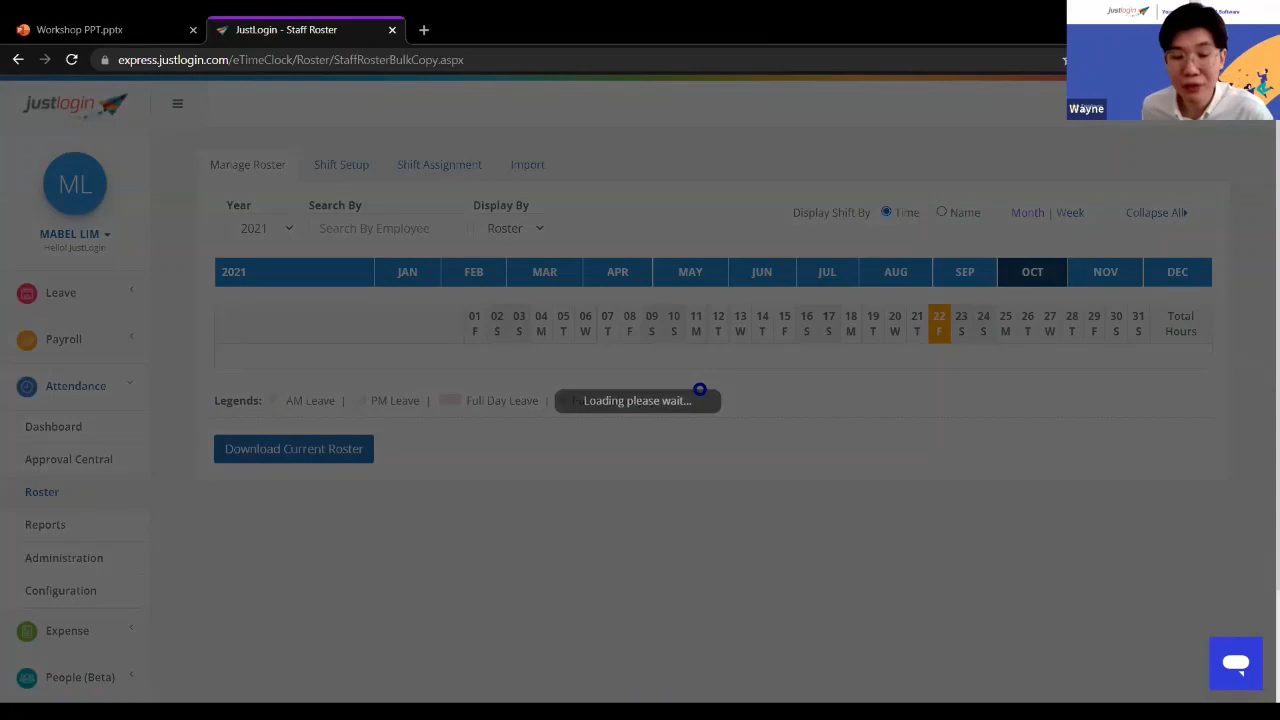 Workshop PPT.pptx
JustLogin - Staff Roster
express.justlogin.com/eTimeClock/Roster/StaffRosterBulkCopy.aspx
justlogin
Software
Wayne
justlogin
ML
MABEL LIM
Hello! JustLogin
Leave
Payroll
Attendance
Dashboard
Approval Central
Roster
Reports
Administration
Configuration
Expense
People (Beta)
Manage Roster Shift Setup Shift Assignment Import
Year Search By Display By
2021 Search By Employee Roster
Display Shift By Time Name Month | Week Collapse All
2021 JAN FEB MAR APR MAY JUN JUL AUG SEP OCT NOV DEC
01 02 03 04 05 06 07 08 09 10 11 12 13 14 15 16 17 18 19 20 21 22 23 24 25 26 27 28 29 30 31 Total
F S S M T W T F S S M T W T F S S M T W T F S S M T W T F S S Hours
Legends: AM Leave | PM Leave | Full Day Leave |
Loading please wait...
Download Current Roster